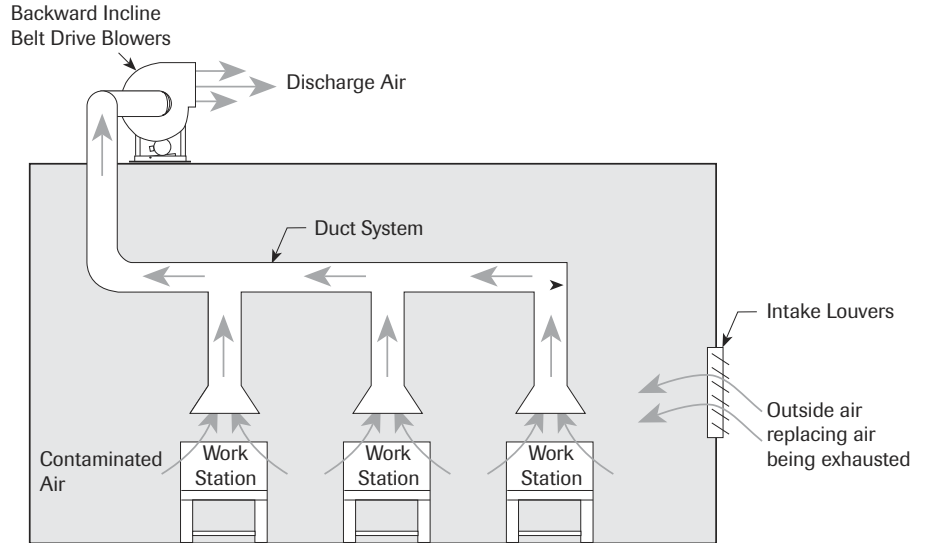 Backward Incline
Belt Drive Blowers
Discharge Air
Duct System
Intake Louvers
Outside air
replacing air
being exhausted
Contaminated
Air
Work
Station
Work
Station
Work
Station